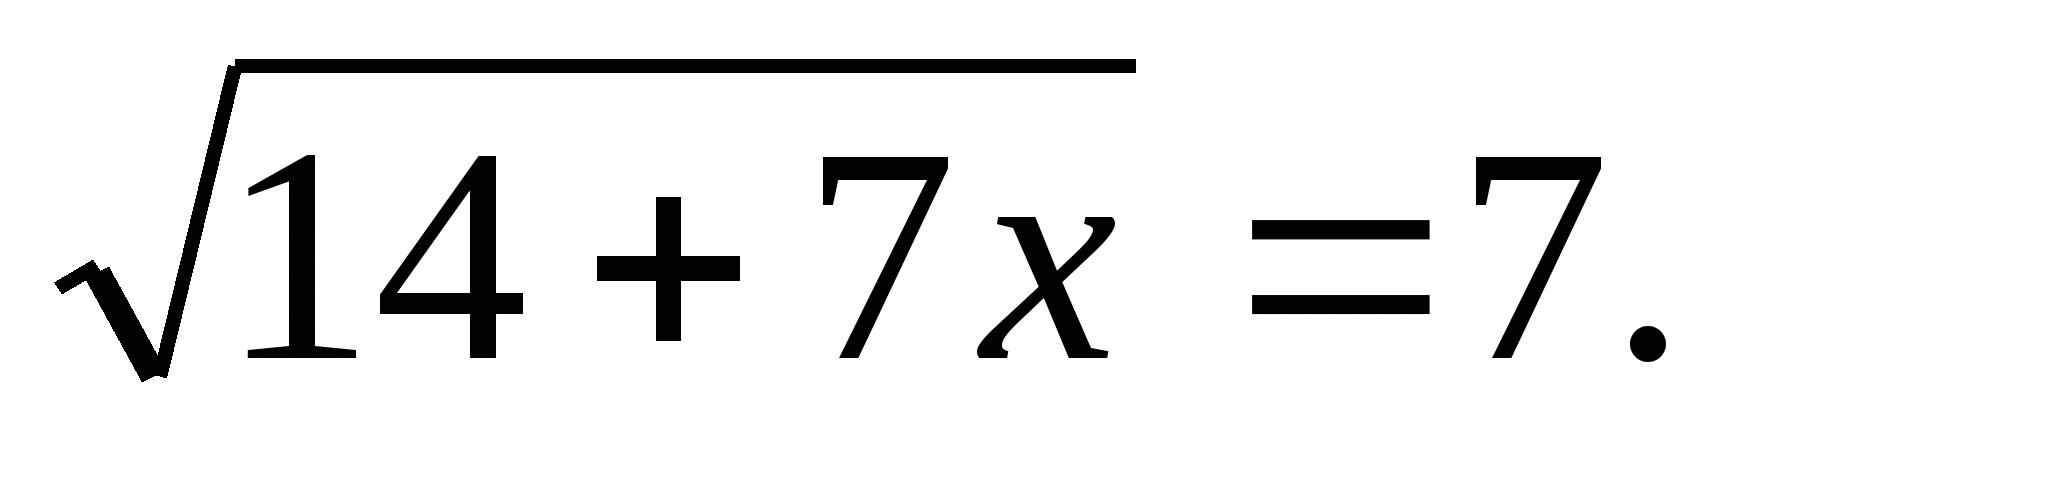 √14 + 7x = 7.